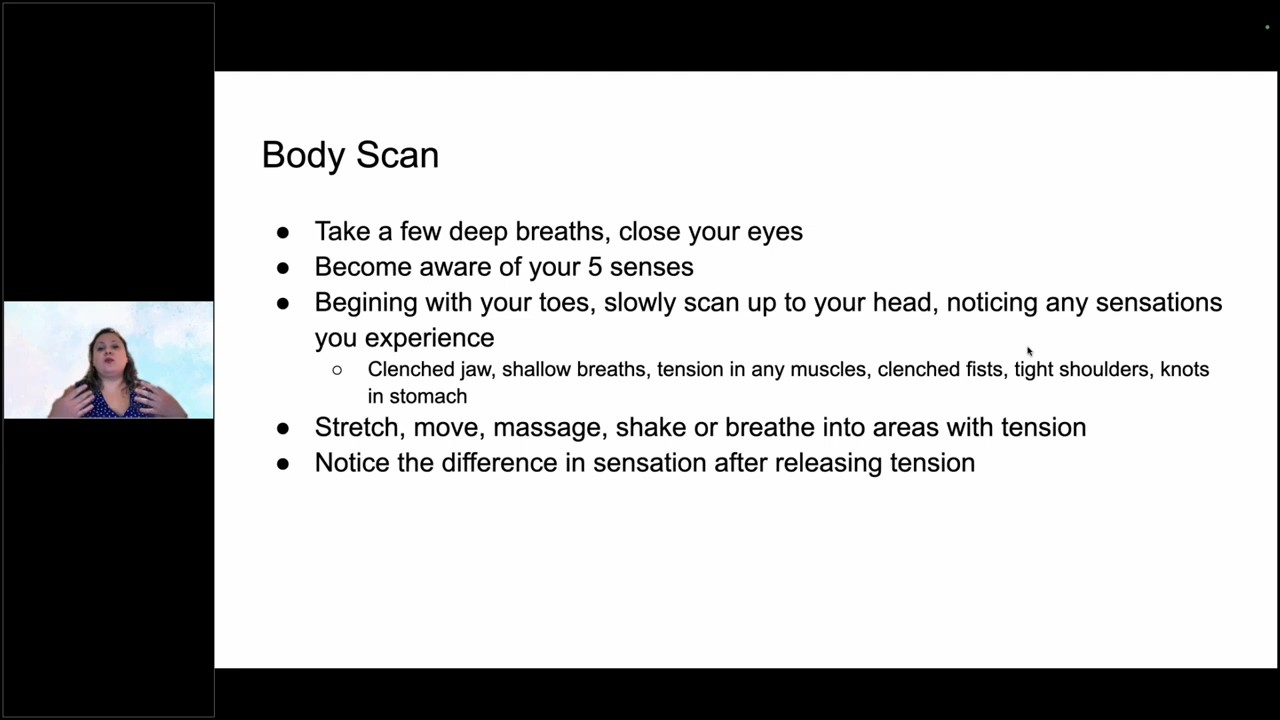 Body Scan
● Take a few deep breaths, close your eyes
● Become aware of your 5 senses
● Begining with your toes, slowly scan up to your head, noticing any sensations
you experience
○ Clenched jaw, shallow breaths, tension in any muscles, clenched fists, tight shoulders, knots
in stomach
● Stretch, move, massage, shake or breathe into areas with tension
● Notice the difference in sensation after releasing tension